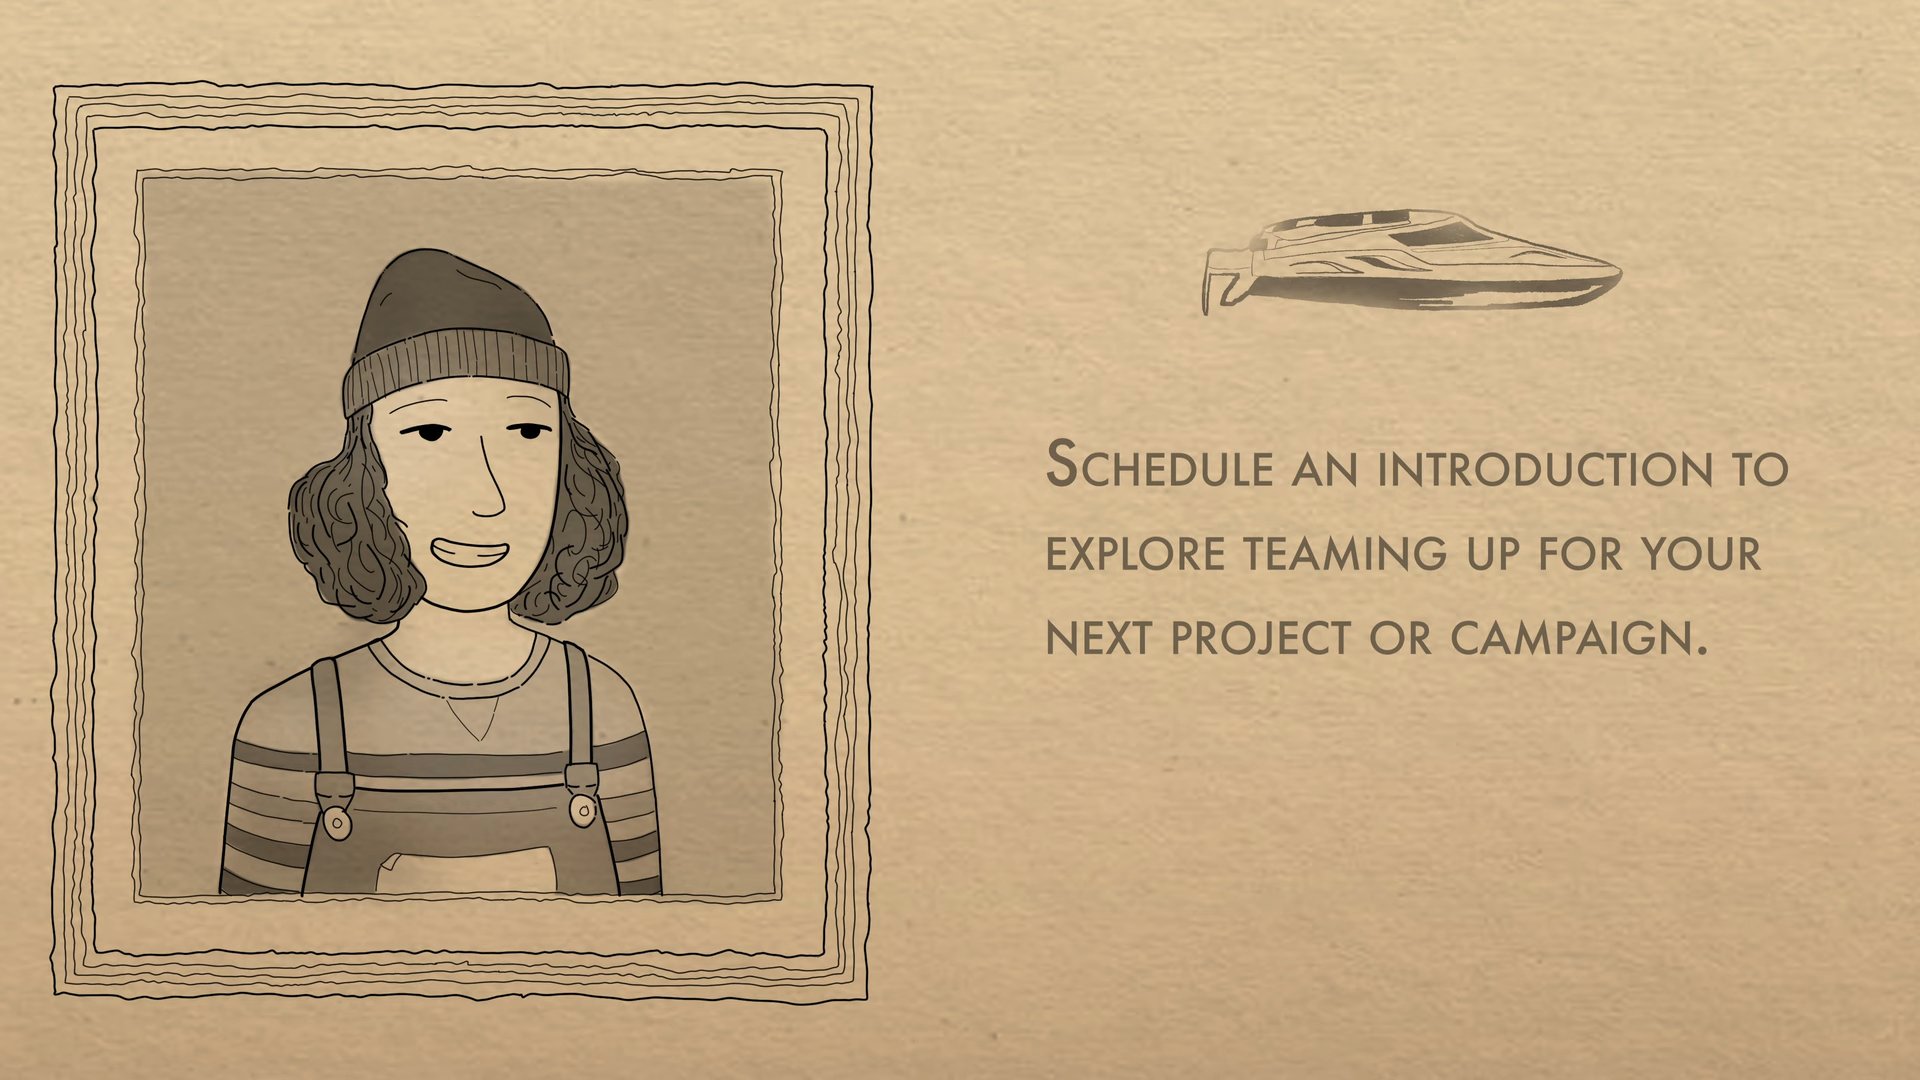 Schedule an introduction to
explore teaming up for your
next project or campaign.